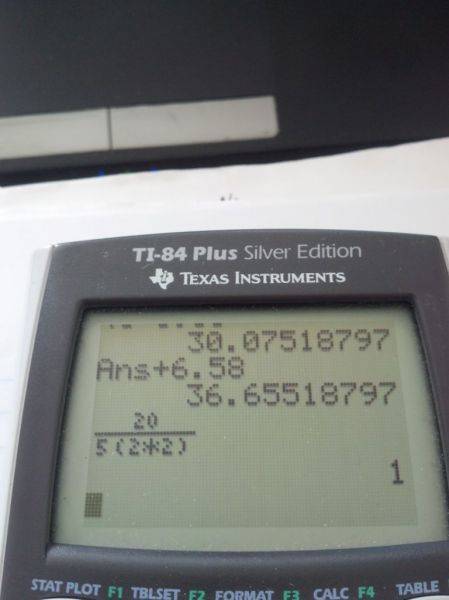 TI-84 Plus Silver Edition
TEXAS INSTRUMENTS
30.07518797
Ans+6.58
36.65518797
20
5(2*2)
1
STAT PLOT F1 TBLSET F2 FORMAT F3 CALC F4 TABLE